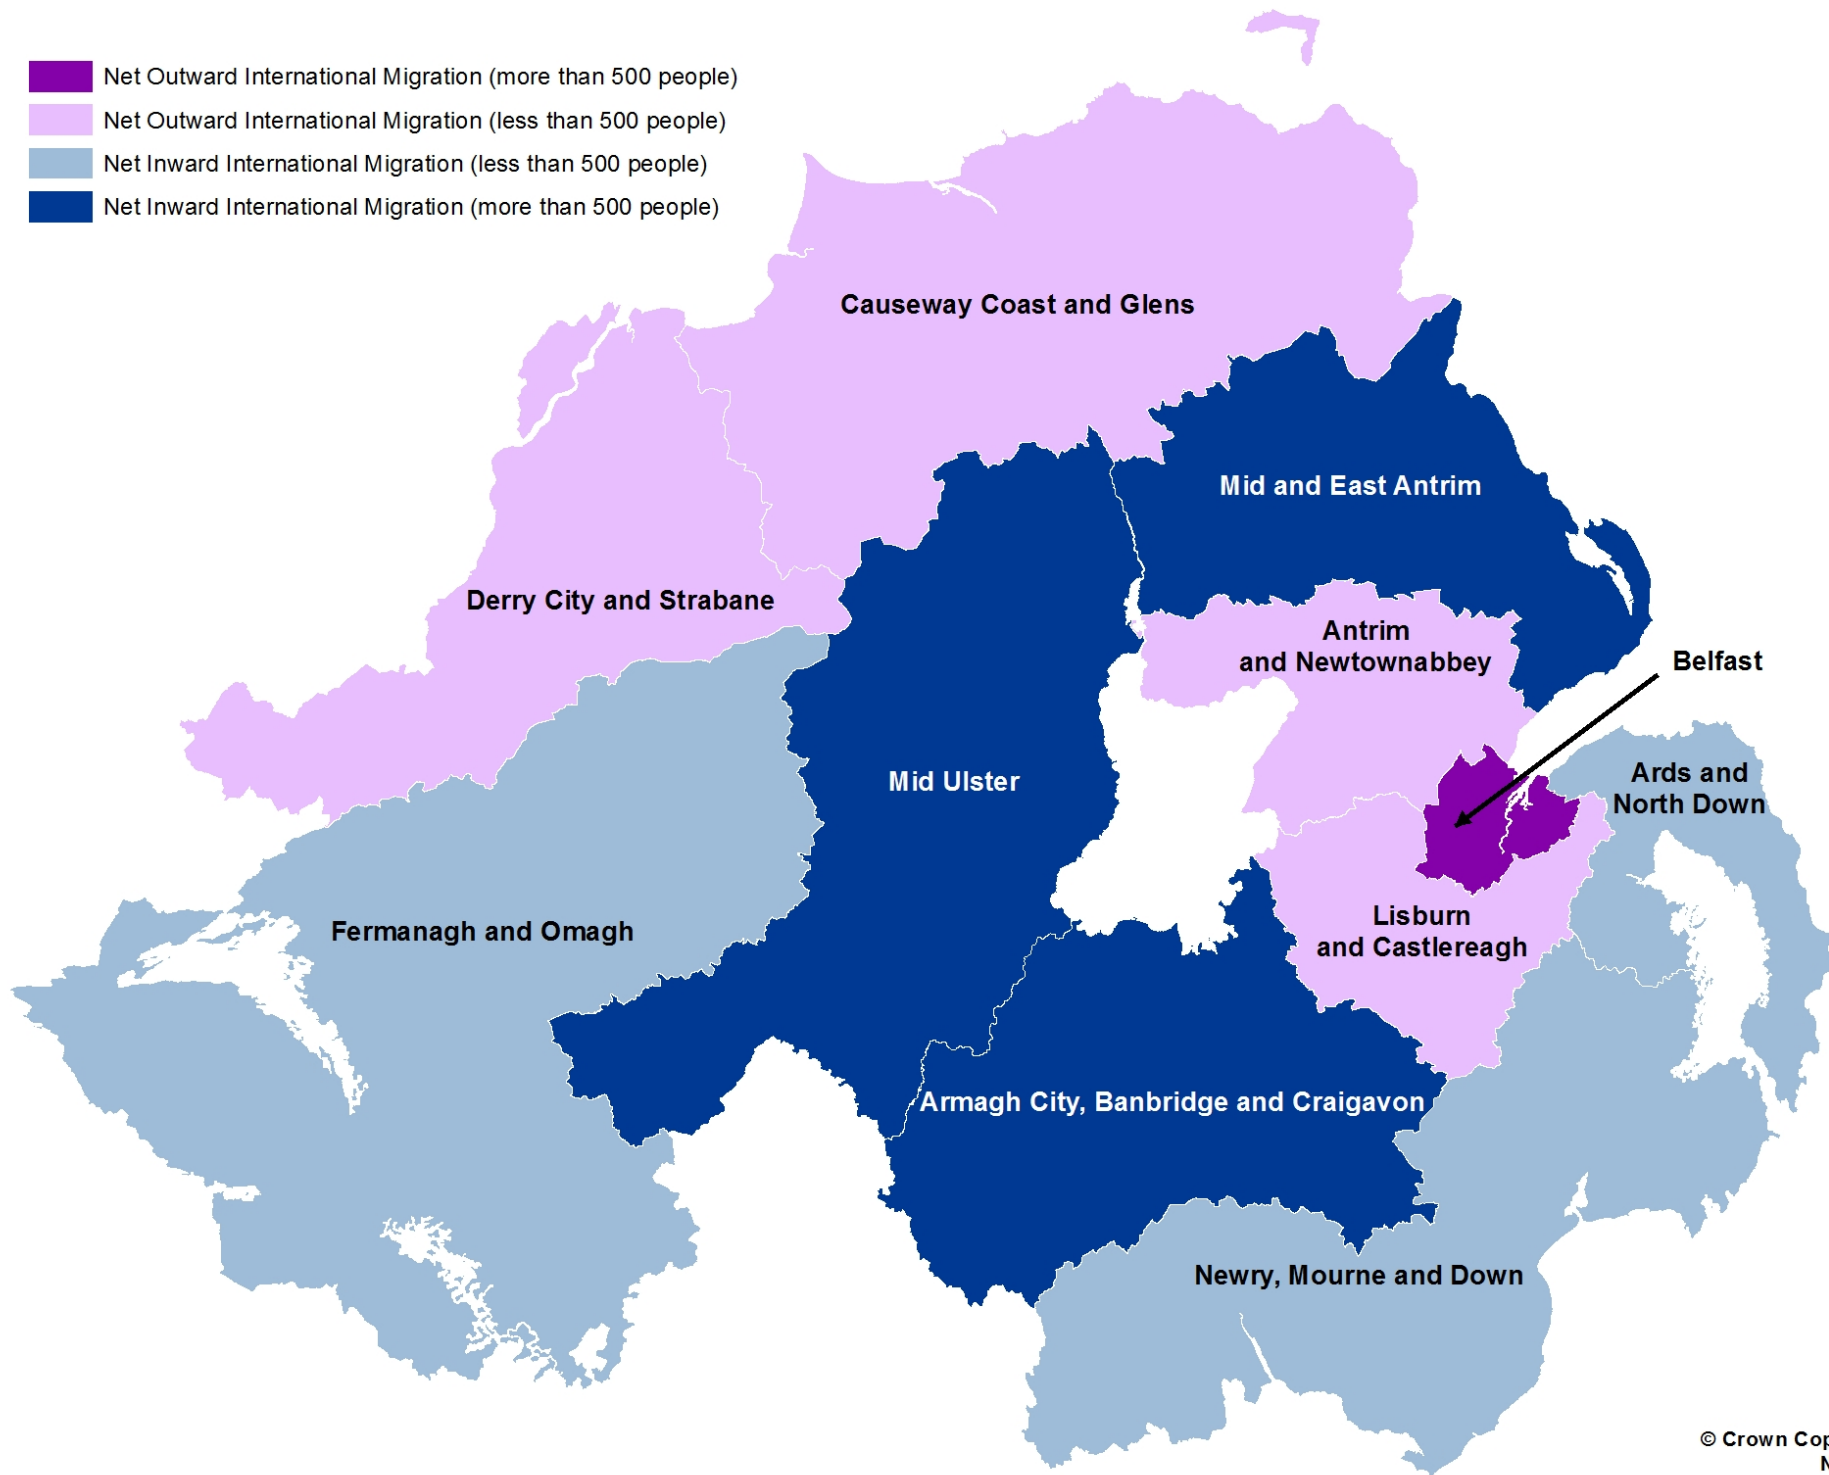 Net Outward International Migration (more than 500 people)
Net Outward International Migration (less than 500 people)
Net Inward International Migration (less than 500 people)
Net Inward International Migration (more than 500 people)
Causeway Coast and Glens
Mid and East Antrim
Derry City and Strabane
Antrim
and Newtownabbey
Belfast
Mid Ulster
Ards and
North Down
Fermanagh and Omagh
Lisburn
and Castlereagh
Armagh City, Banbridge and Craigavon
Newry, Mourne and Down
© Crown Cop
N